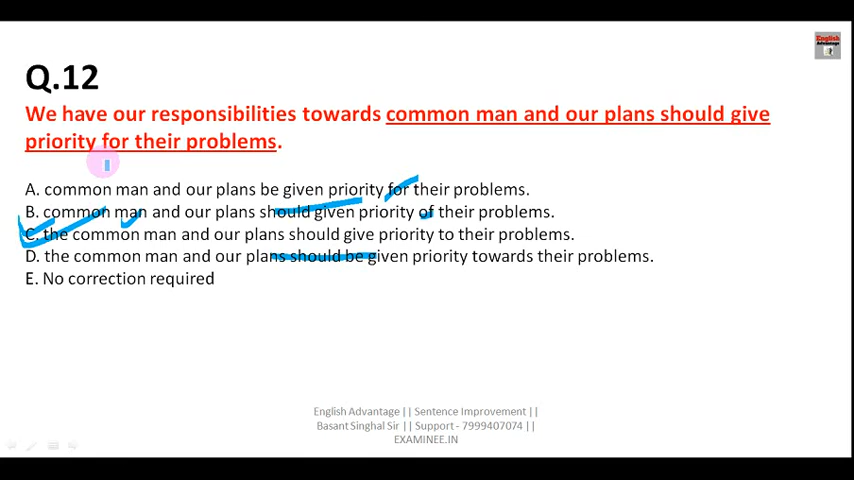 English
Advantage
Q.12
We have our responsibilities towards common man and our plans should give
priority for their problems.
A. common man and our plans be given priority for their problems.
B. common man and our plans should given priority of their problems.
C. the common man and our plans should give priority to their problems.
D. the common man and our plans should be given priority towards their problems.
E. No correction required
English Advantage || Sentence Improvement ||
Basant Singhal Sir || Support - 7999407074 ||
EXAMINEE.IN